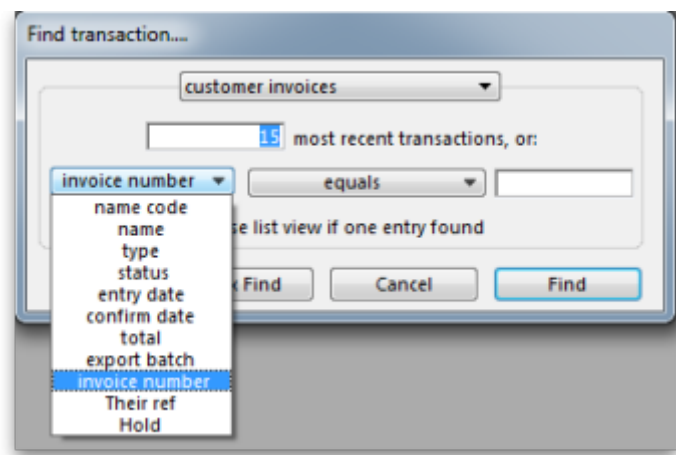 Find transaction....
customer invoices
15 most recent transactions, or:
invoice number equals
name code
name
type
list view if one entry found
status
entry date
Find Cancel Find
confirm date
total
export batch
invoice number
Their ref
Hold